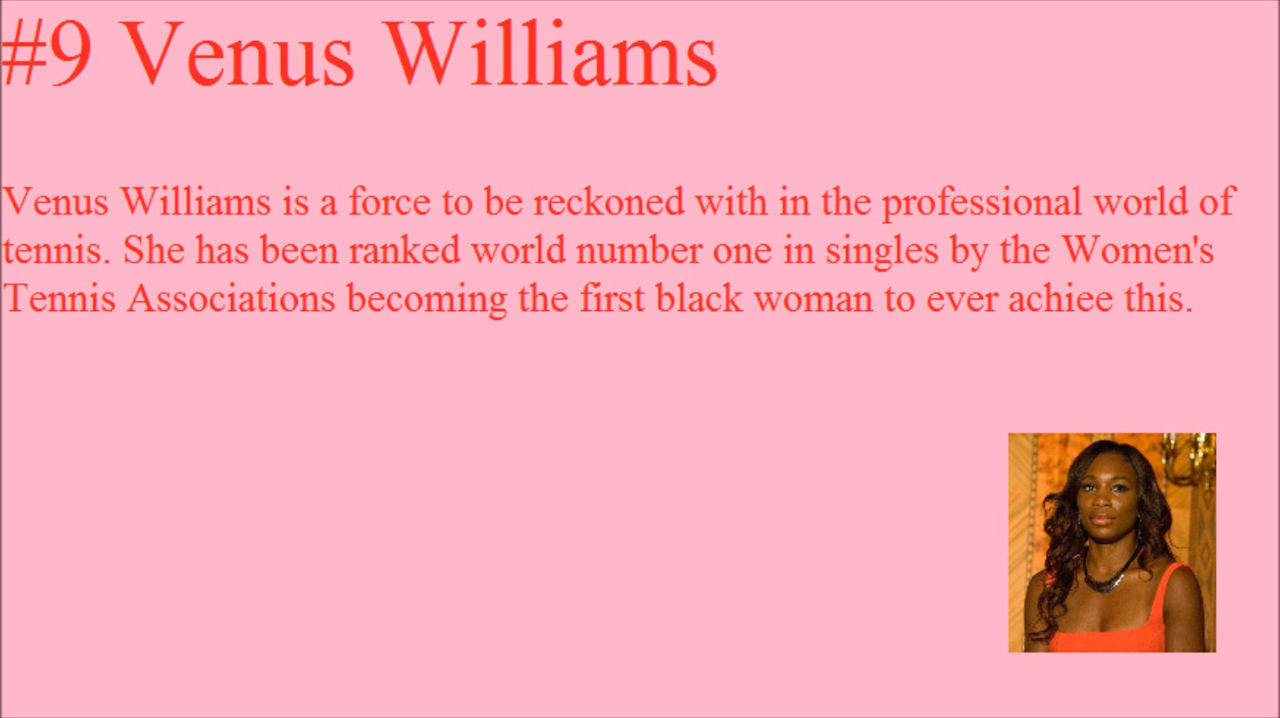 #9 Venus Williams
Venus Williams is a force to be reckoned with in the professional world of
tennis. She has been ranked world number one in singles by the Women's
Tennis Associations becoming the first black woman to ever achiee this.